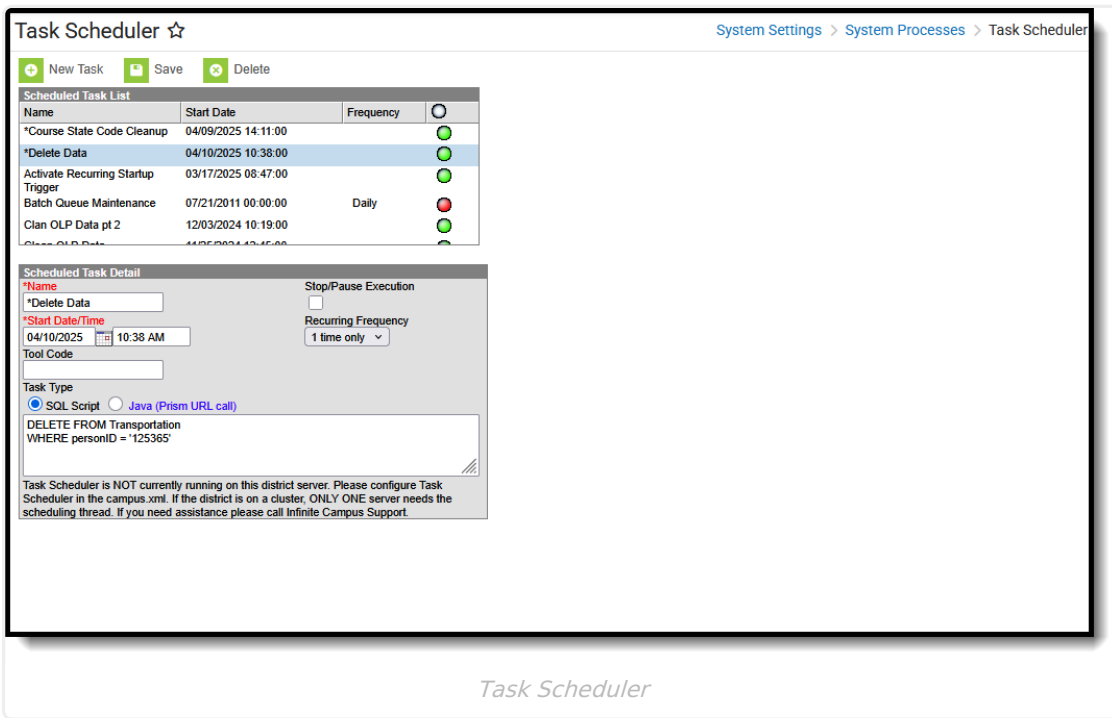 Task Scheduler
System Settings > System Processes > Task Scheduler
New Task Save Delete
Scheduled Task List
Name Start Date Frequency
*Course State Code Cleanup 04/09/2025 14:11:00
*Delete Data 04/10/2025 10:38:00
Activate Recurring Startup 03/17/2025 08:47:00
Trigger
Batch Queue Maintenance 07/21/2011 00:00:00 Daily
Clan OLP Data pt 2 12/03/2024 10:19:00
Scheduled Task Detail
*Name Stop/Pause Execution
*Delete Data
*Start Date/Time Recurring Frequency
04/10/2025 10:38 AM 1 time only
Tool Code
Task Type
SQL Script Java (Prism URL call)
DELETE FROM Transportation
WHERE personID = '125365'
Task Scheduler is NOT currently running on this district server. Please configure Task
Scheduler in the campus.xml. If the district is on a cluster, ONLY ONE server needs the
scheduling thread. If you need assistance please call Infinite Campus Support.
Task Scheduler